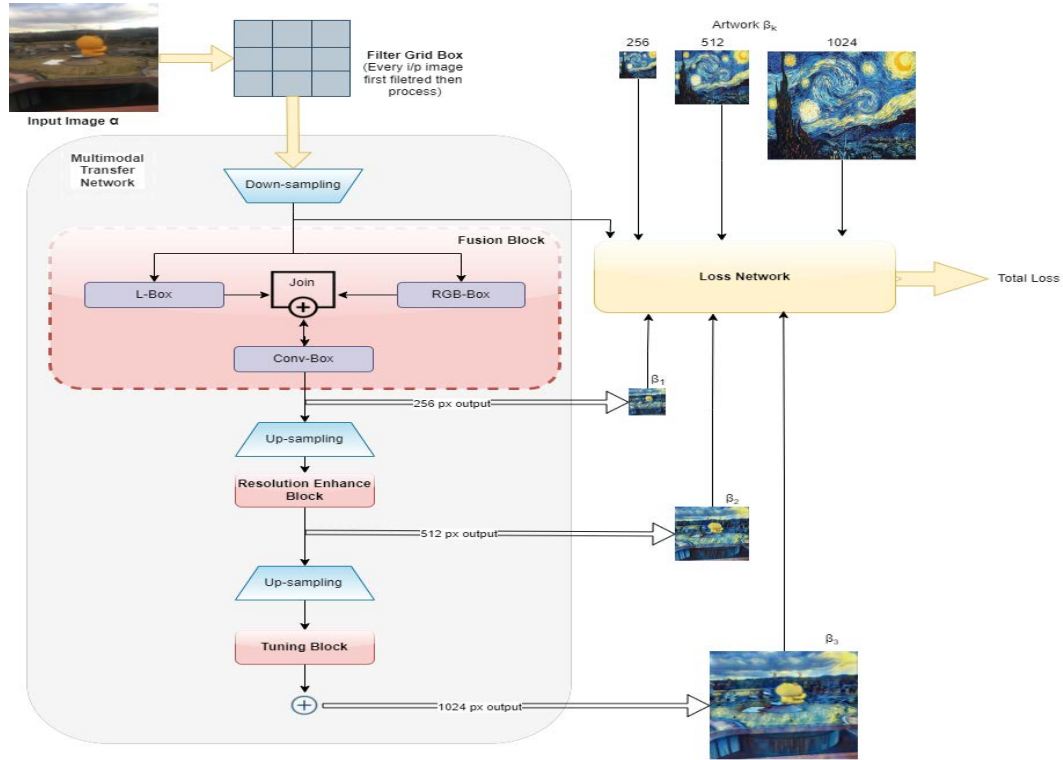 Artwork βk
256
512
1024
Filter Grid Box
(Every i/p image
first filetred then
process)
Input Image α
Multimodal
Transfer
Network
Down-sampling
Fusion Block
Loss Network
Total Loss
L-Box
Join
RGB-Box
Conv-Box
β1
256 px output
Up-sampling
Resolution Enhance
Block
β2
512 px output
Up-sampling
Tuning Block
β3
1024 px output